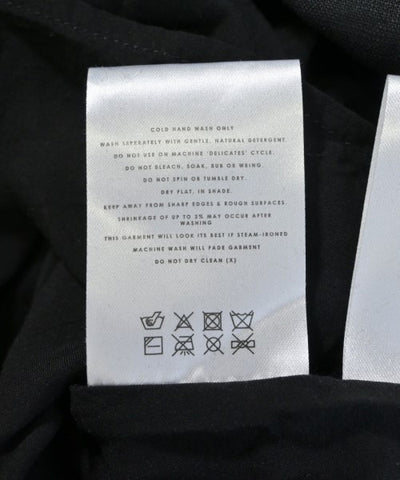 COLD HAND WASH ONLY
WASH SEPERATELY WITH GENTLE, NATURAL DETERGENT.
DO NOT USE ON MACHINE 'DELICATES' CYCLE.
DO NOT BLEACH, SOAK, RUB OR WRING.
DO NOT SPIN OR TUMBLE DRY.
DRY FLAT, IN SHADE.
KEEP AWAY FROM SHARP EDGES & ROUGH SURFACES
SHRINKAGE OF UP TO 5% MAY OCCUR AFTER
WASHING
THIS GARMENT WILL LOOK ITS BEST IF STEAM-IRONED
MACHINE WASH WILL FADE GARMENT
DO NOT DRY CLEAN (X)